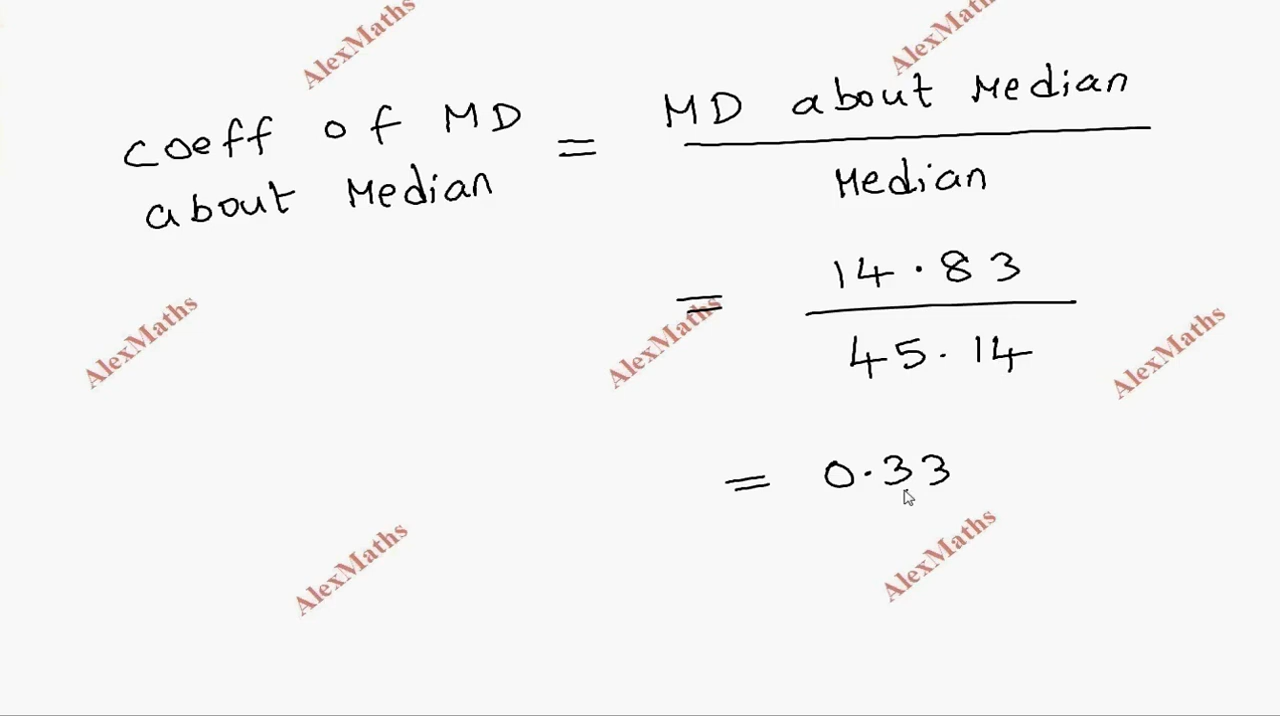 AlexMaths AlexMaths
coeff of MD = MD about Median
about Median Median
= 14.83
45.14
AlexMaths AlexMaths AlexMaths
= 0.33
AlexMaths AlexMaths